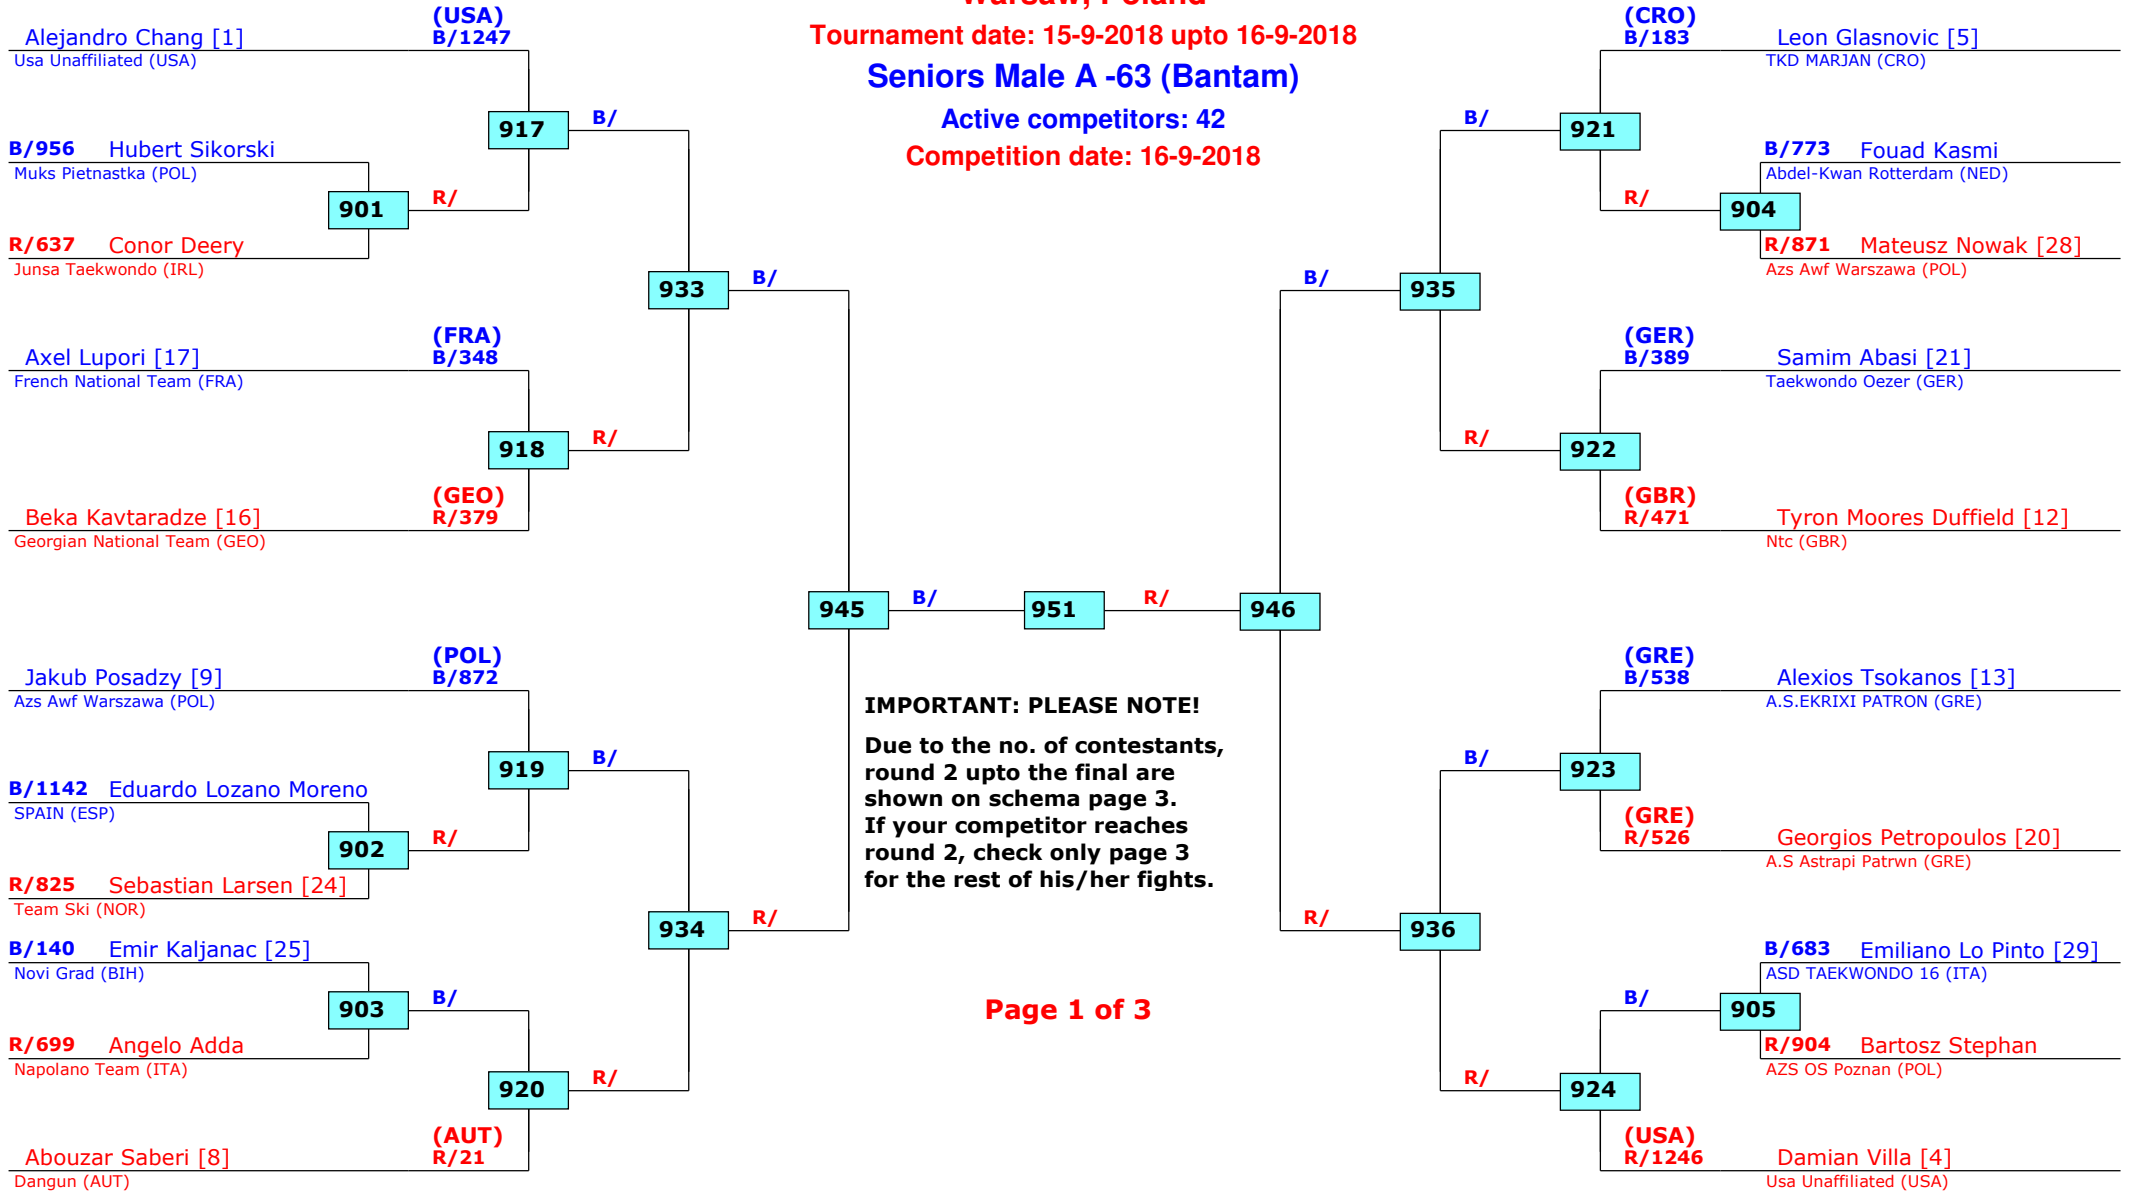 Warsaw, Poland
Tournament date: 15-9-2018 upto 16-9-2018
Seniors Male A -63 (Bantam)
Active competitors: 42
Competition date: 16-9-2018
(USA)
Alejandro Chang [1] B/1247
Usa Unaffiliated (USA)
917 B/
B/956 Hubert Sikorski
Muks Pietnastka (POL)
901 R/
R/637 Conor Deery
Junsa Taekwondo (IRL)
933 B/
(FRA)
Axel Lupori [17] B/348
French National Team (FRA)
918 R/
(GEO)
Beka Kavtaradze [16] R/379
Georgian National Team (GEO)
945 B/ 951 R/ 946
(POL)
Jakub Posadzy [9] B/872
Azs Awf Warszawa (POL)
919 B/
B/1142 Eduardo Lozano Moreno
SPAIN (ESP)
902 R/
R/825 Sebastian Larsen [24]
Team Ski (NOR)
934 R/
B/140 Emir Kaljanac [25]
Novi Grad (BIH)
903 B/
R/699 Angelo Adda
Napolano Team (ITA)
920 R/
(AUT)
Abouzar Saberi [8] R/21
Dangun (AUT)
IMPORTANT: PLEASE NOTE!
Due to the no. of contestants,
round 2 upto the final are
shown on schema page 3.
If your competitor reaches
round 2, check only page 3
for the rest of his/her fights.
Page 1 of 3
(CRO)
B/183 Leon Glasnovic [5]
TKD MARJAN (CRO)
B/ 921
B/773 Fouad Kasmi
Abdel-Kwan Rotterdam (NED)
R/ 904
R/871 Mateusz Nowak [28]
Azs Awf Warszawa (POL)
B/ 935
(GER)
B/389 Samim Abasi [21]
Taekwondo Oezer (GER)
R/ 922
(GBR)
R/471 Tyron Moores Duffield [12]
Ntc (GBR)
(GRE)
B/538 Alexios Tsokanos [13]
A.S.EKRIXI PATRON (GRE)
B/ 923
(GRE)
R/526 Georgios Petropoulos [20]
A.S Astrapi Patrwn (GRE)
R/ 936
B/683 Emiliano Lo Pinto [29]
ASD TAEKWONDO 16 (ITA)
B/ 905
R/904 Bartosz Stephan
AZS OS Poznan (POL)
R/ 924
(USA)
R/1246 Damian Villa [4]
Usa Unaffiliated (USA)